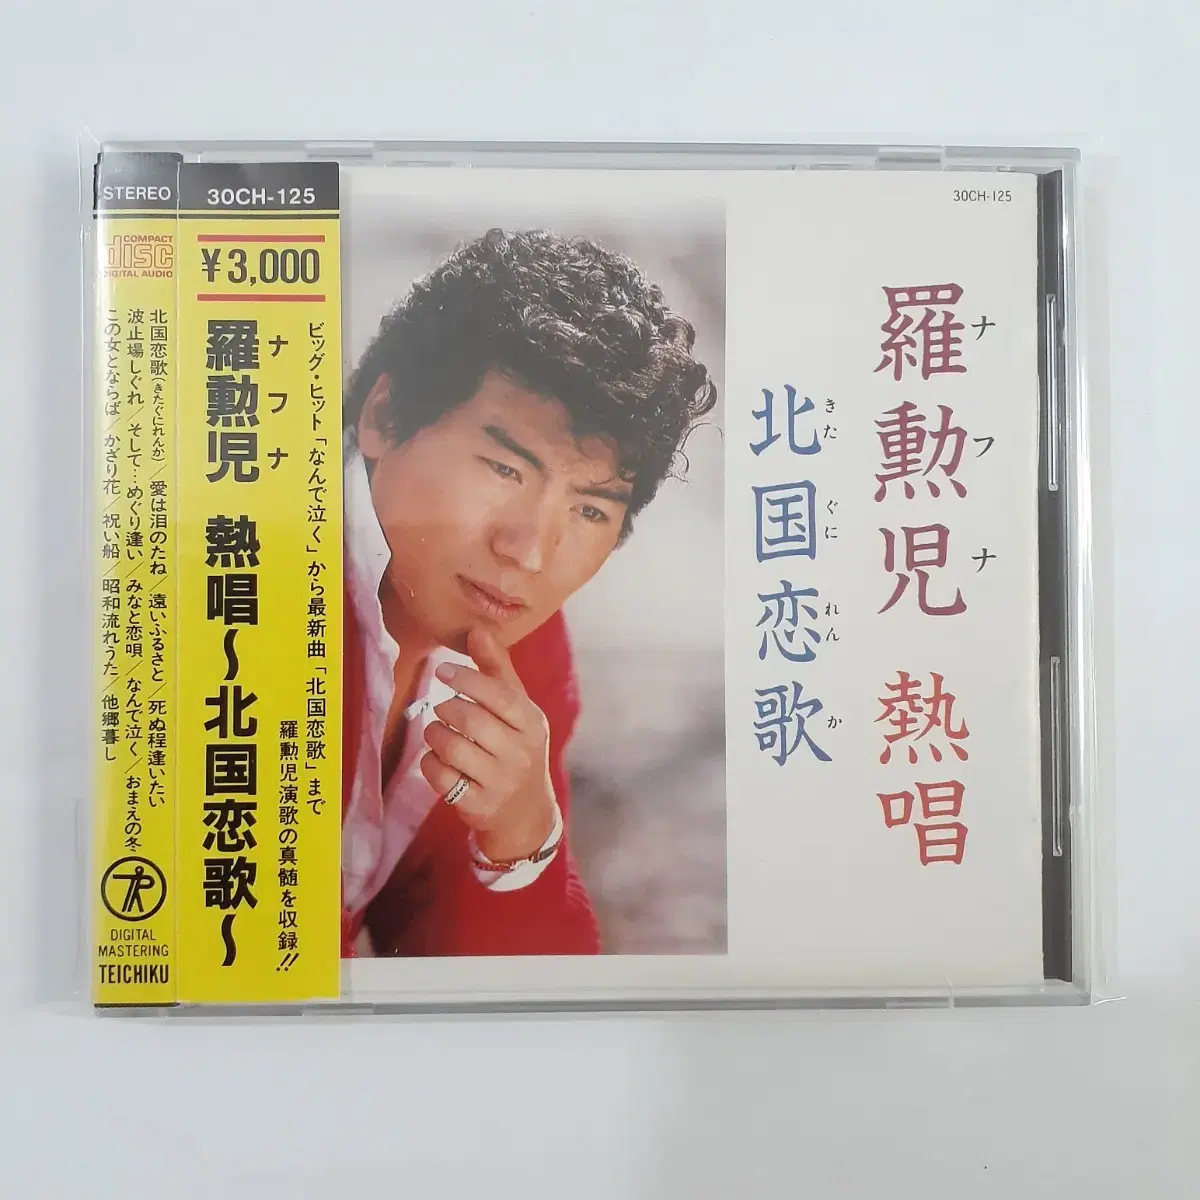 STEREO
COMPACT
disc
DIGITAL AUDIO
北国恋歌(きたぐにれんか)/愛は泪のたね/遠いふるさと/死ぬ程逢いたい
波止場しぐれ/そして…めぐり逢い/みなと恋唄/なんで泣く/おまえの冬
この女とならば/かざり花/祝い船/昭和流れうた/他郷暮し
DIGITAL
MASTERING
TEICHIKU
30CH-125
¥3,000
ビッグ・ヒット「なんで泣く」から最新曲「北国恋歌」まで
羅勲児演歌の真髄を収録!!
ナフナ
羅勲児 熱唱〜北国恋歌〜
30CH-125
ナフナ
羅勲児 熱唱
きたぐにれんか
北国恋歌